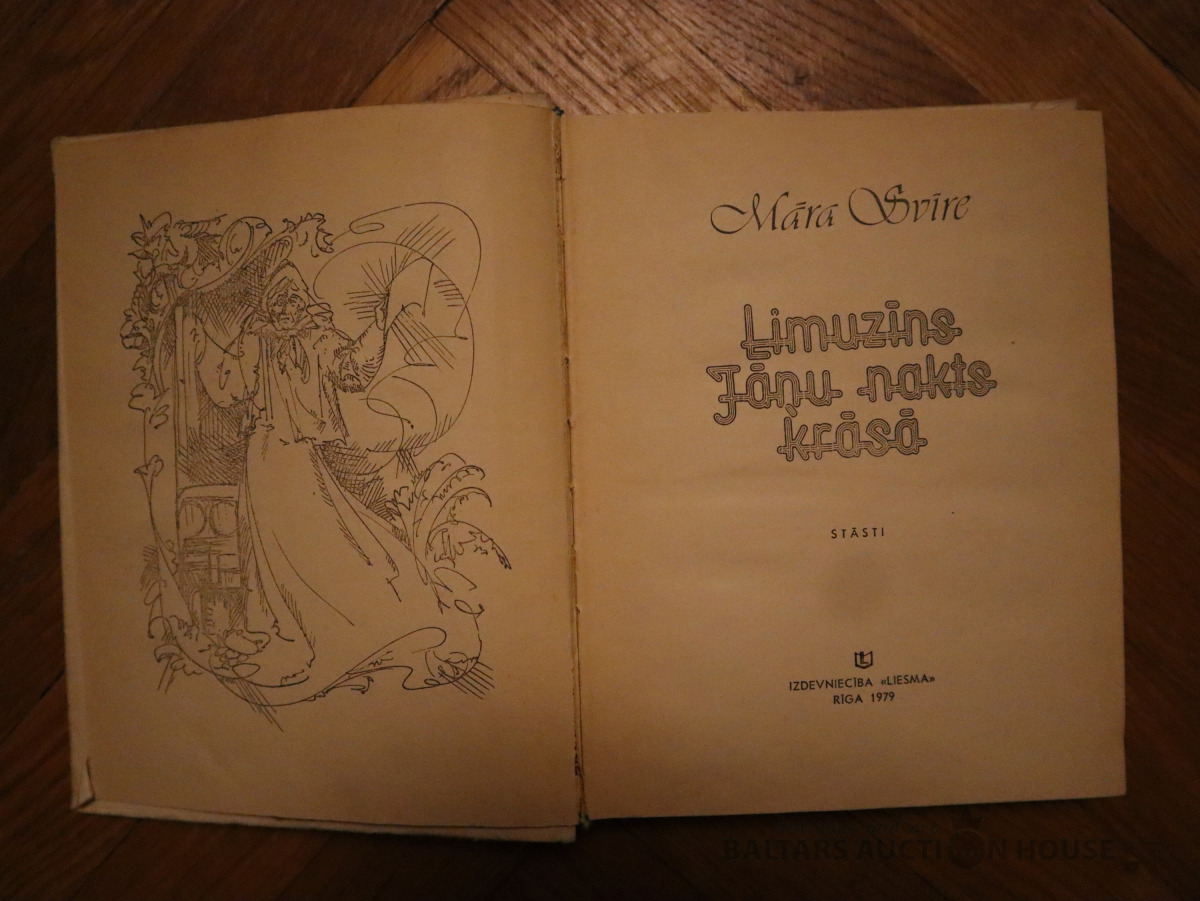 Māra Svīre
Limuzīns
Jāņu nakts
krāsā
STĀSTI
IZDEVNIECĪBA «LIESMA»
RĪGA 1979
BALTARS AUCTION HOUSE